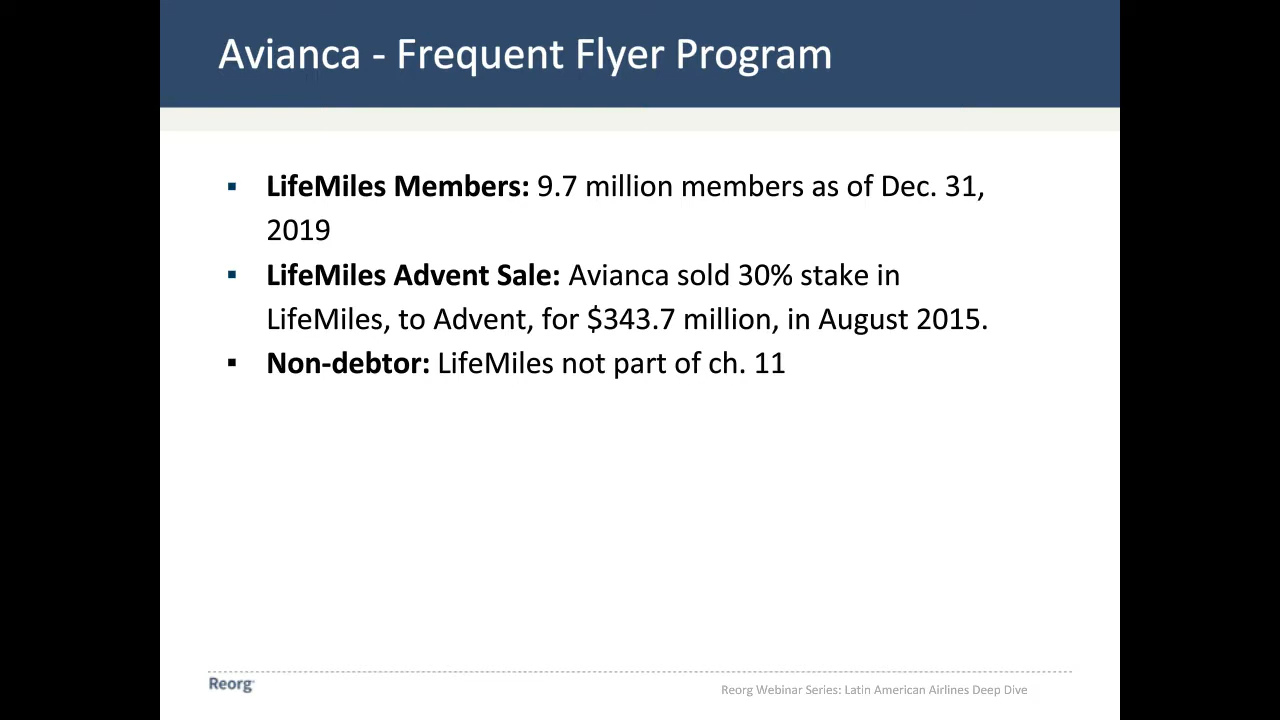 Avianca - Frequent Flyer Program
▪ LifeMiles Members: 9.7 million members as of Dec. 31,
2019
▪ LifeMiles Advent Sale: Avianca sold 30% stake in
LifeMiles, to Advent, for $343.7 million, in August 2015.
▪ Non-debtor: LifeMiles not part of ch. 11
Reorg
Reorg Webinar Series: Latin American Airlines Deep Dive